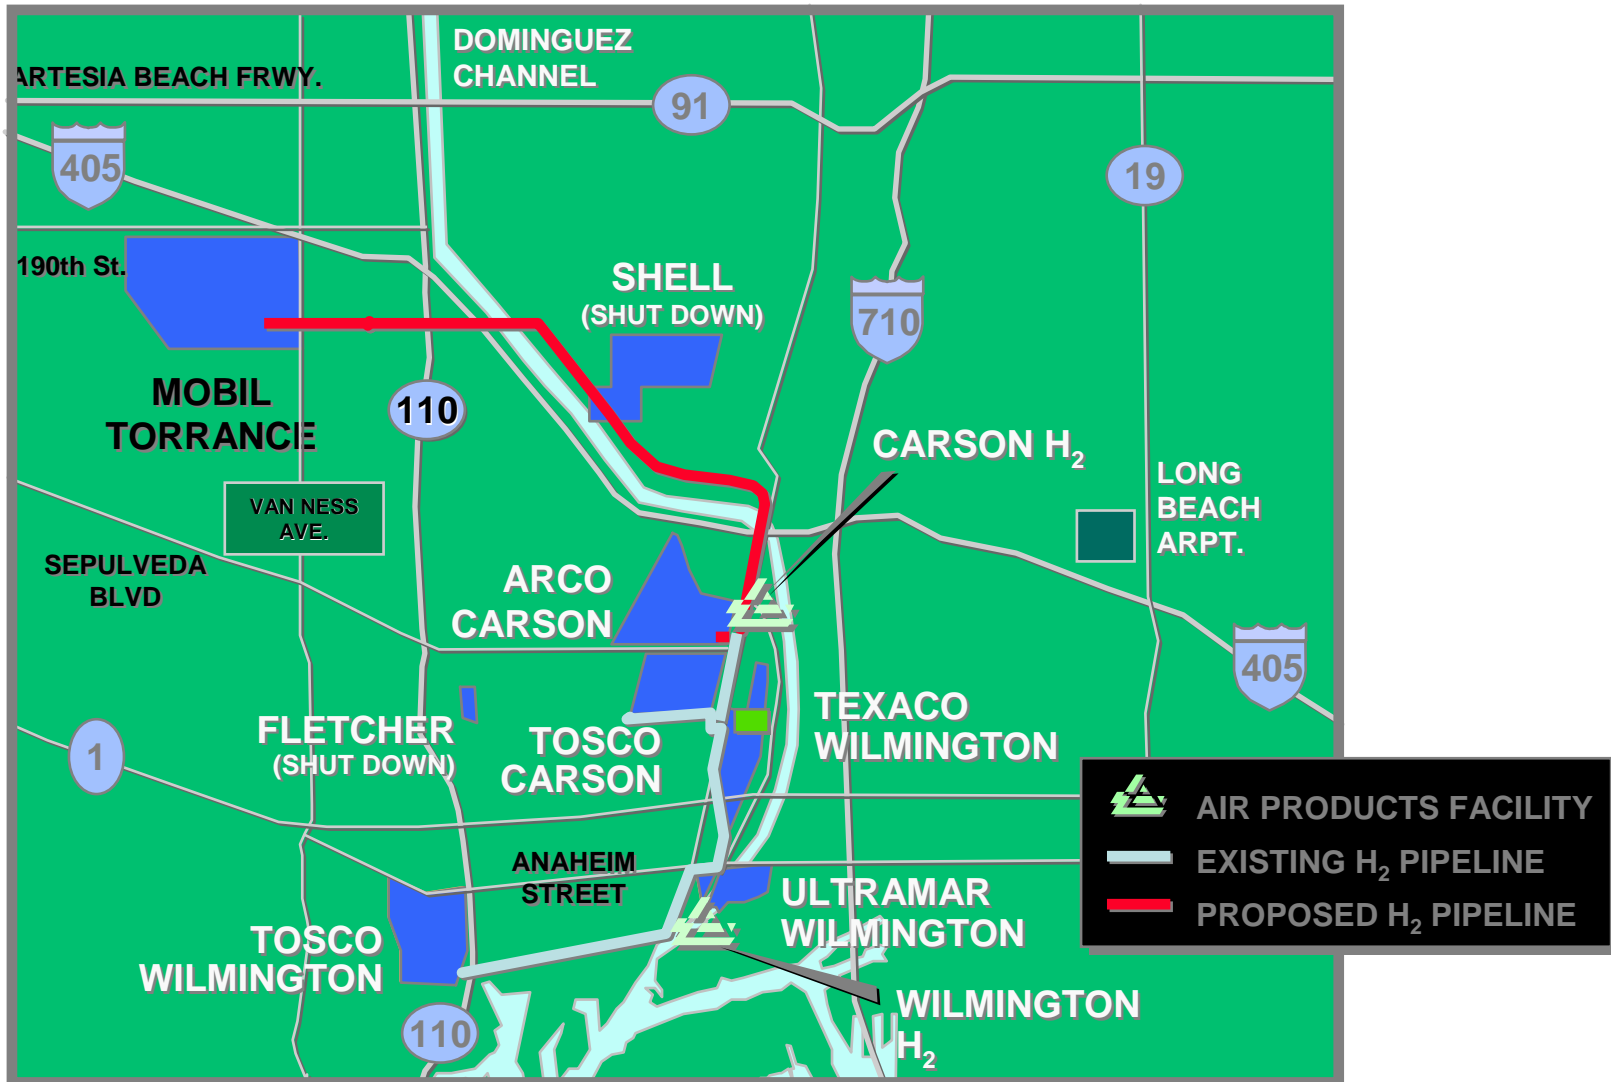 DOMINGUEZ
CHANNEL
ARTESIA BEACH FRWY.
91
405
19
190th St.
SHELL
(SHUT DOWN)
710
MOBIL
TORRANCE
110
CARSON H₂
LONG
BEACH
ARPT.
VAN NESS
AVE.
SEPULVEDA
BLVD
ARCO
CARSON
405
TEXACO
WILMINGTON
FLETCHER
(SHUT DOWN)
TOSCO
CARSON
1
AIR PRODUCTS FACILITY
EXISTING H₂ PIPELINE
PROPOSED H₂ PIPELINE
ANAHEIM
STREET
ULTRAMAR
WILMINGTON
TOSCO
WILMINGTON
WILMINGTON
H₂
110